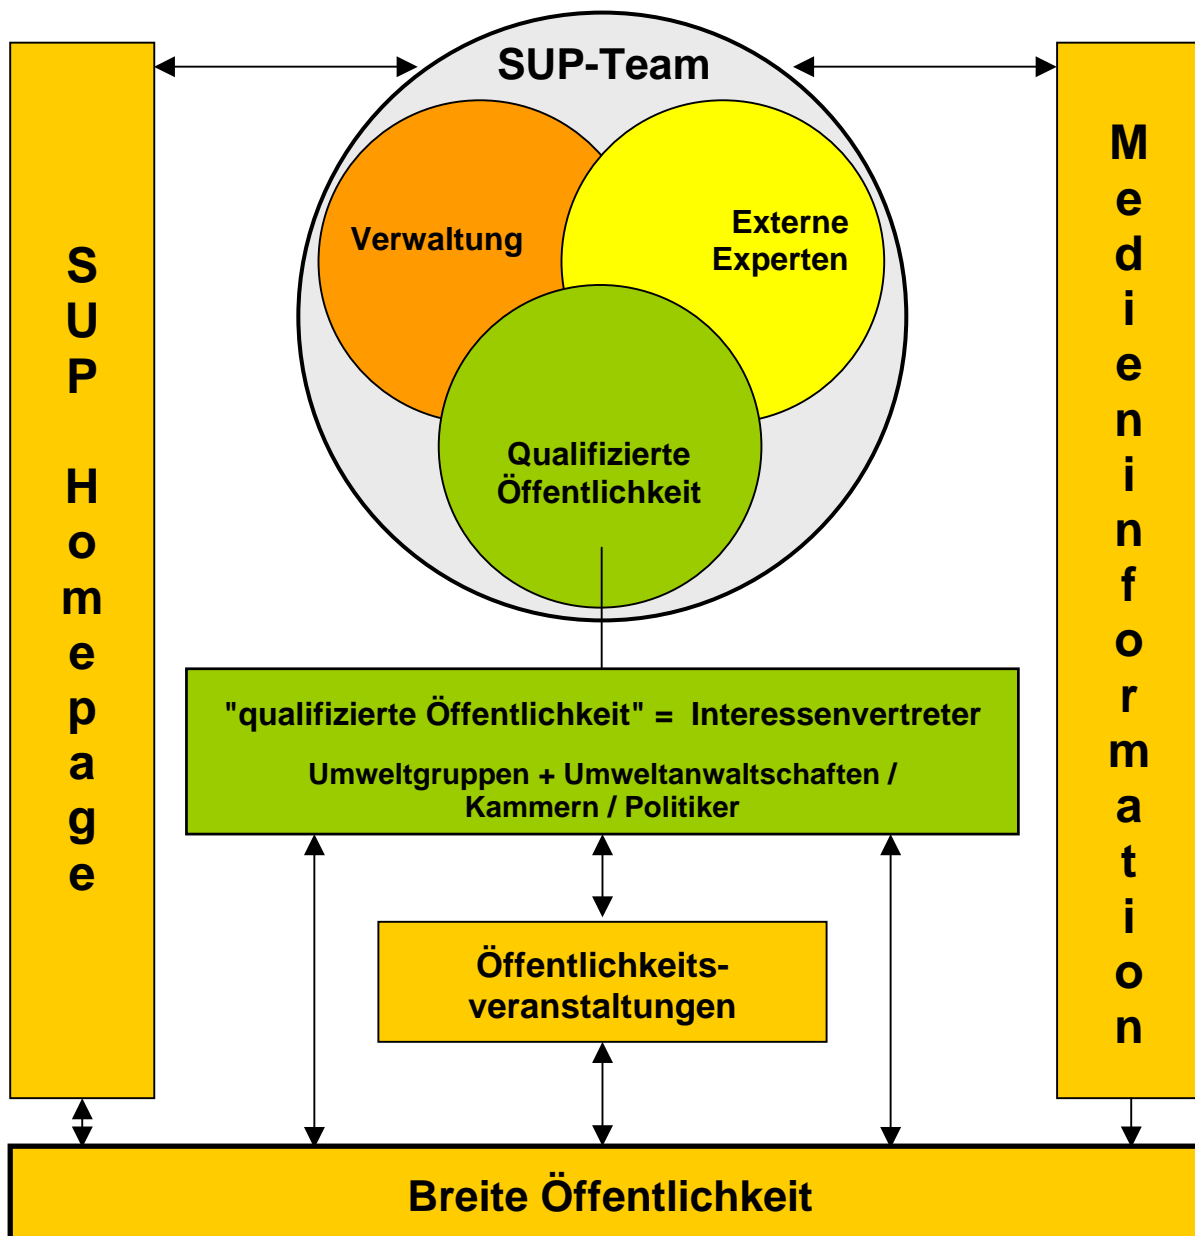 SUP-Team
SUP Homepage
Medieninformation
Verwaltung
Externe
Experten
Qualifizierte
Öffentlichkeit
"qualifizierte Öffentlichkeit" = Interessenvertreter
Umweltgruppen + Umweltanwaltschaften /
Kammern / Politiker
Öffentlichkeits-
veranstaltungen
Breite Öffentlichkeit